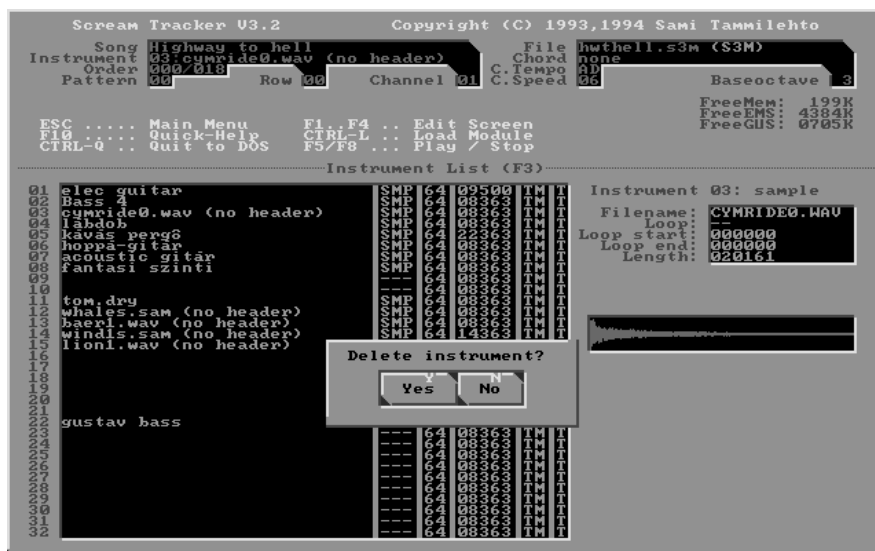 Scream Tracker V3.2 Copyright (C) 1993,1994 Sami Tammilehto
Song Highway to hell File hwthell.s3m (S3M)
Instrument 03:cymride0.wav (no header) Chord none
Order 000/018 C.Tempo AD
Pattern 00 Row 00 Channel 01 C.Speed 06 Baseoctave 3
FreeMem: 199K
FreeEMS: 4384K
FreeGUS: 0705K
ESC ..... Main Menu F1..F4 .. Edit Screen
F10 ..... Quick-Help CTRL-L .. Load Module
CTRL-Q .. Quit to DOS F5/F8 ... Play / Stop
Instrument List (F3)
01 elec guitar SMP 64 09500 TM T
02 Bass 4 SMP 64 08363 TM T
03 cymride0.wav (no header) SMP 64 08363 TM T
04 lábdob SMP 64 08363 TM T
05 kávás pergő SMP 64 22363 TM T
06 hoppá-gitár SMP 64 08363 TM T
07 acoustic gitár SMP 64 08363 TM T
08 fantasi szinti SMP 64 08363 TM T
09 --- 64 08363 TM T
10 --- 64 08363 TM T
11 tom.dry SMP 64 08363 TM T
12 whales.sam (no header) SMP 64 08363 TM T
13 baer1.wav (no header) SMP 64 08363 TM T
14 wind1s.sam (no header) SMP 64 14363 TM T
15 lion1.wav (no header)
16
17
18
19
20
21
22 gustav bass
23 --- 64 08363 TM T
24 --- 64 08363 TM T
25 --- 64 08363 TM T
26 --- 64 08363 TM T
27 --- 64 08363 TM T
28 --- 64 08363 TM T
29 --- 64 08363 TM T
30 --- 64 08363 TM T
31 --- 64 08363 TM T
32 --- 64 08363 TM T
Instrument 03: sample
Filename: CYMRIDE0.WAV
Loop: --
Loop start: 000000
Loop end: 000000
Length: 020161
Delete instrument?
Y N
Yes No